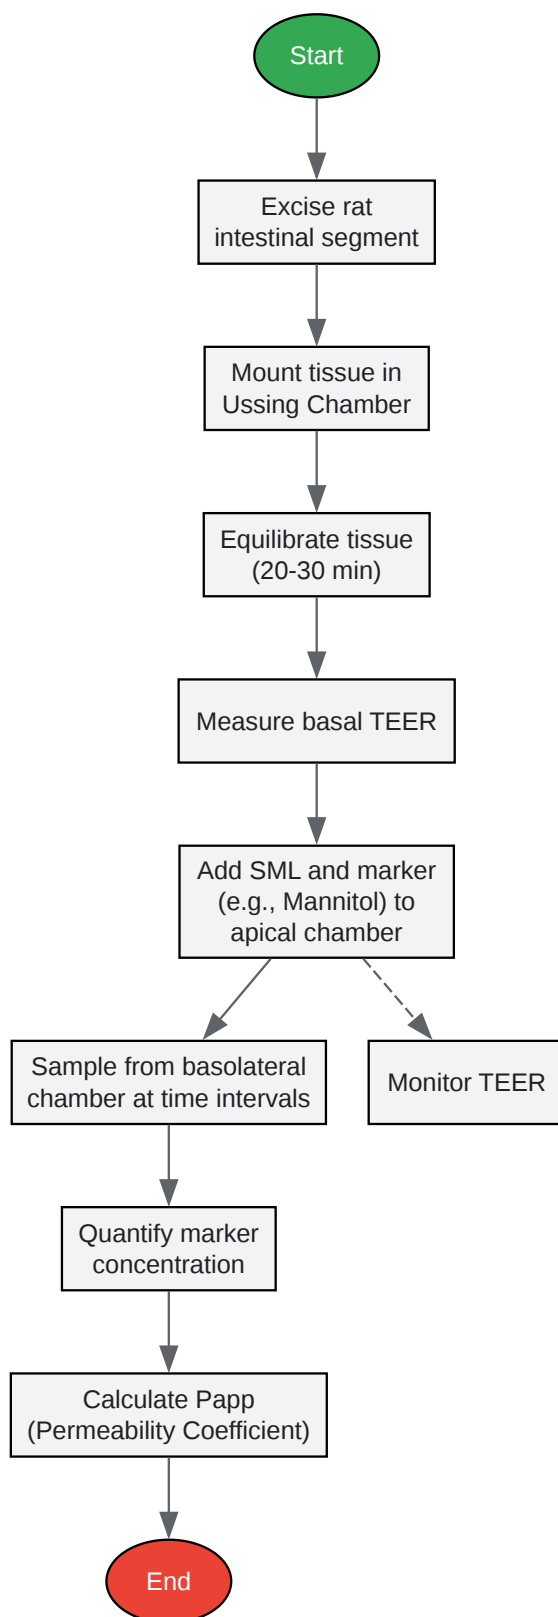 Start
Excise rat
intestinal segment
Mount tissue in
Ussing Chamber
Equilibrate tissue
(20-30 min)
Measure basal TEER
Add SML and marker
(e.g., Mannitol) to
apical chamber
Sample from basolateral
chamber at time intervals
Monitor TEER
Quantify marker
concentration
Calculate Papp
(Permeability Coefficient)
End